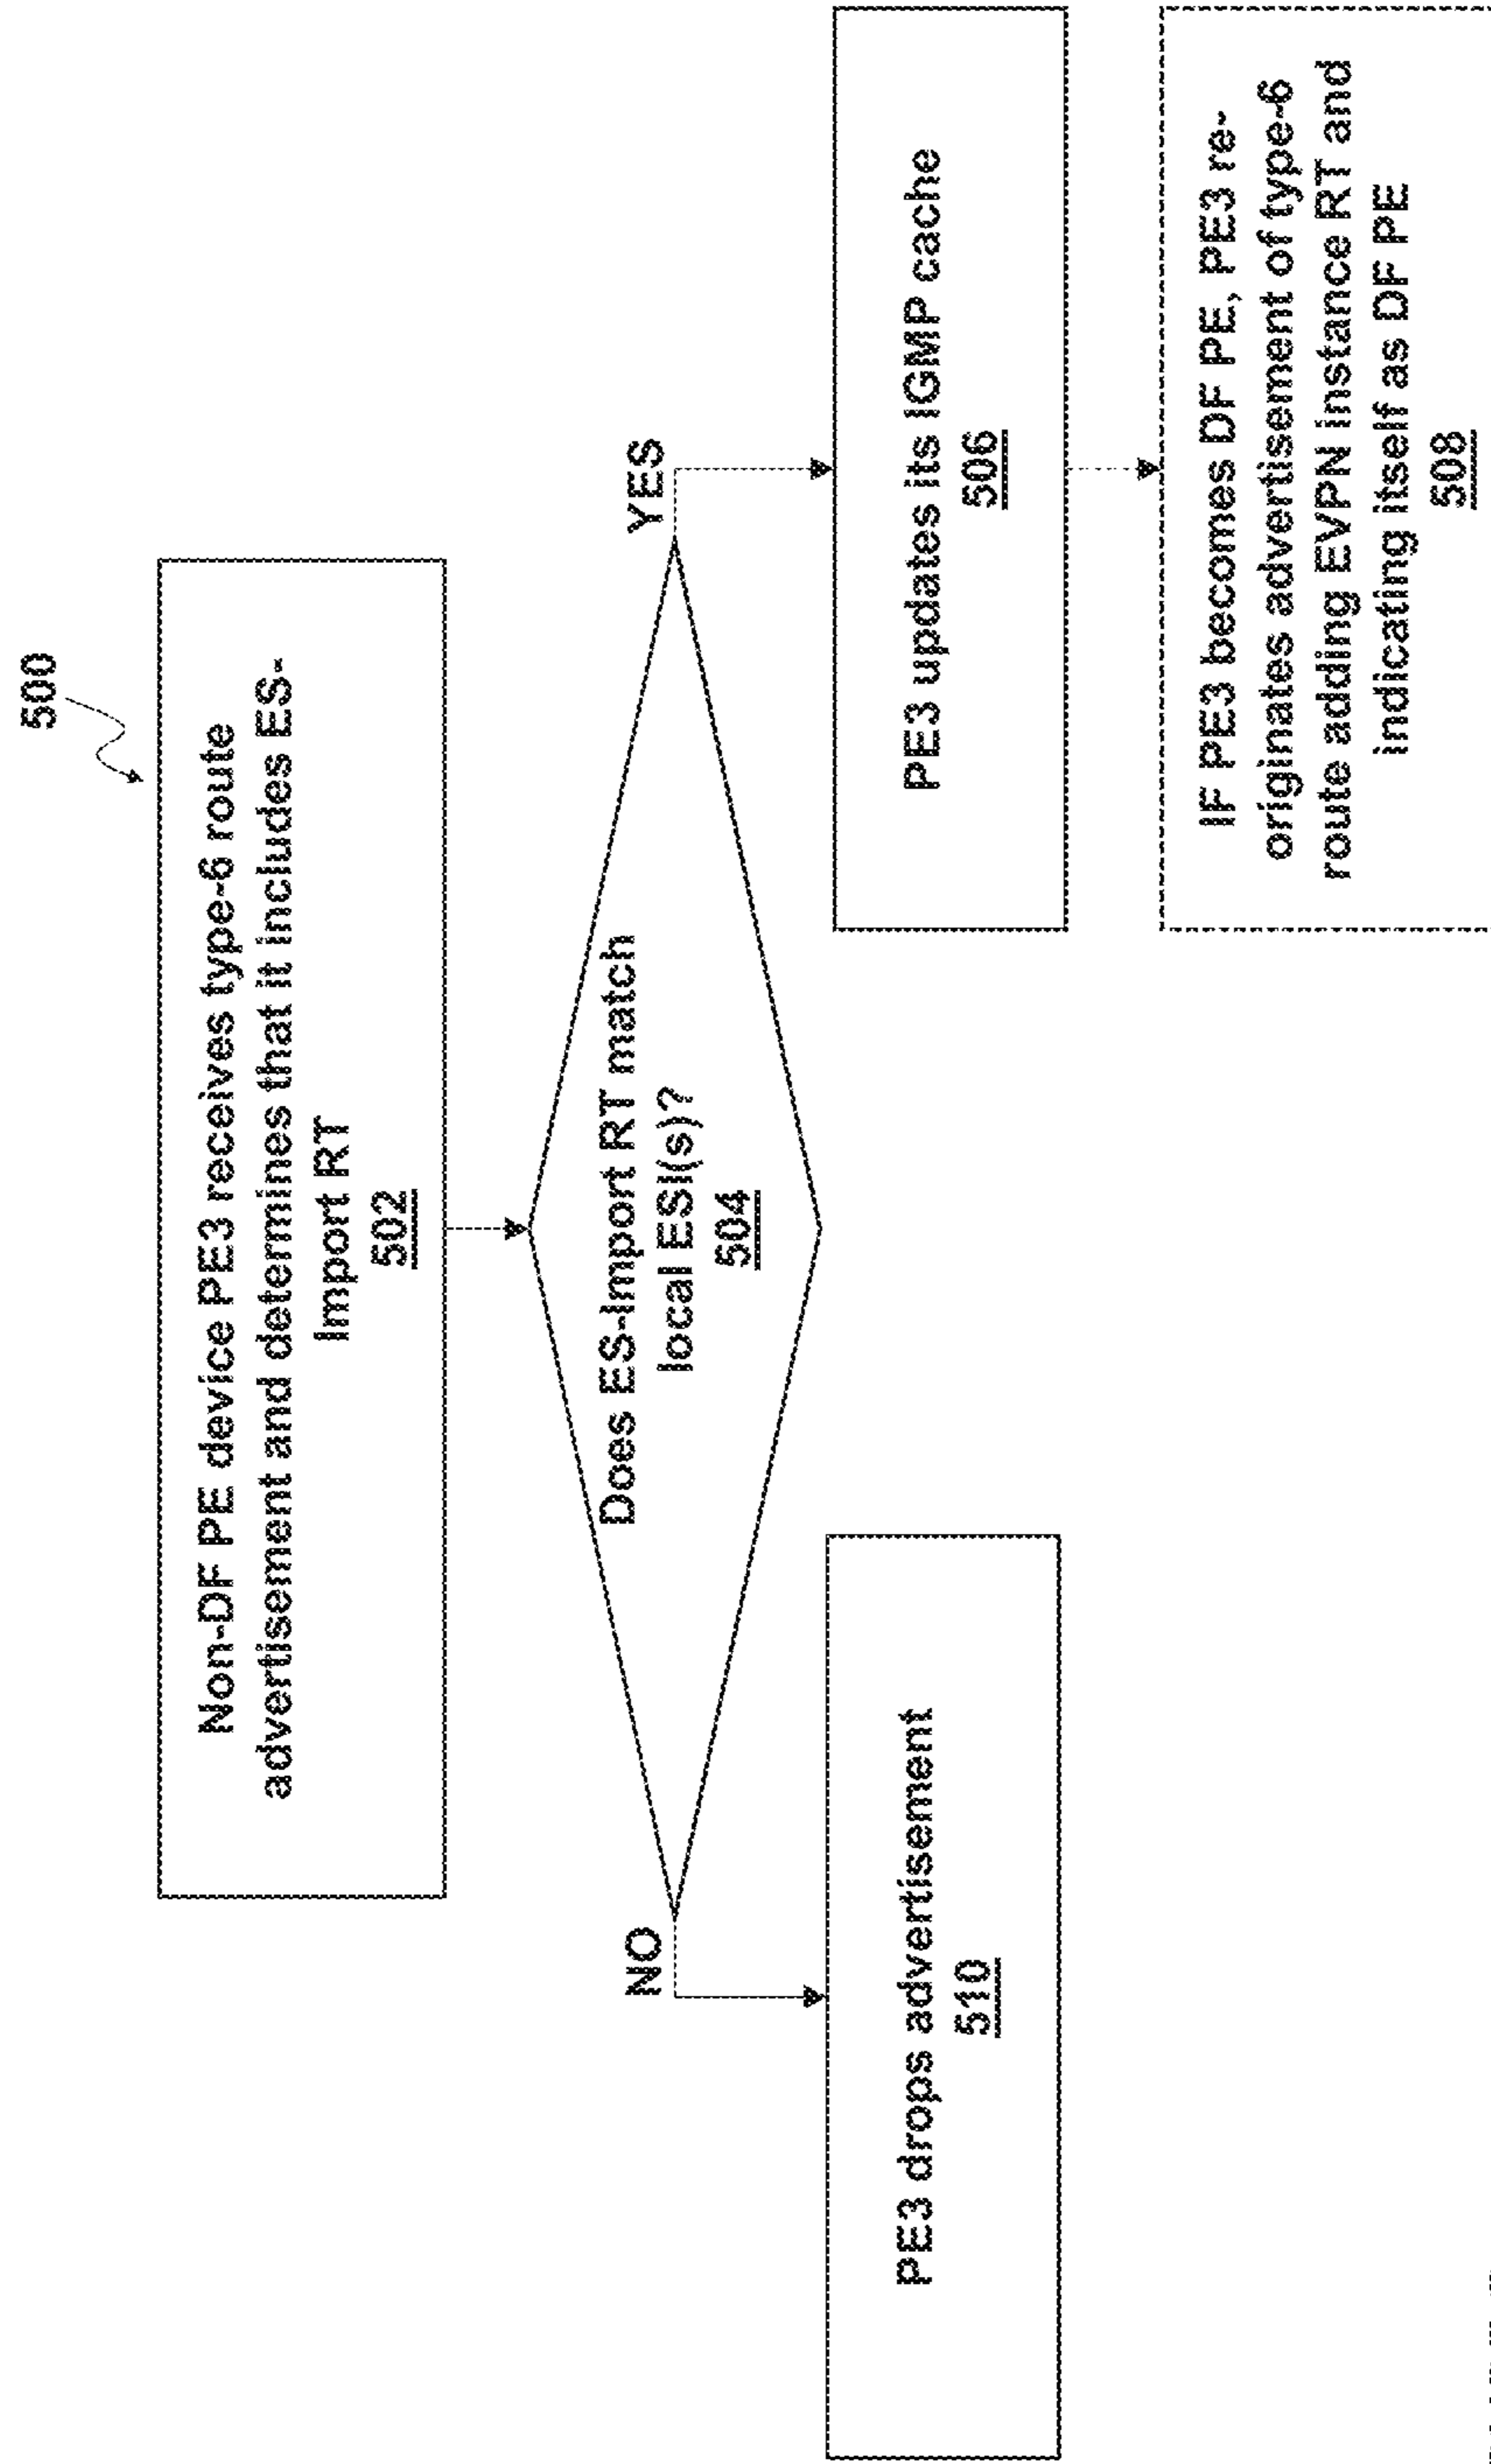 500
Non-DF PE device PE3 receives type-6 route
advertisement and determines that it includes ES-
Import RT
502
Does ES-Import RT match
local ESI(s)?
504
NO
YES
PE3 drops advertisement
510
PE3 updates its IGMP cache
506
IF PE3 becomes DF PE, PE3 re-
originates advertisement of type-6
route adding EVPN instance RT and
indicating itself as DF PE
508